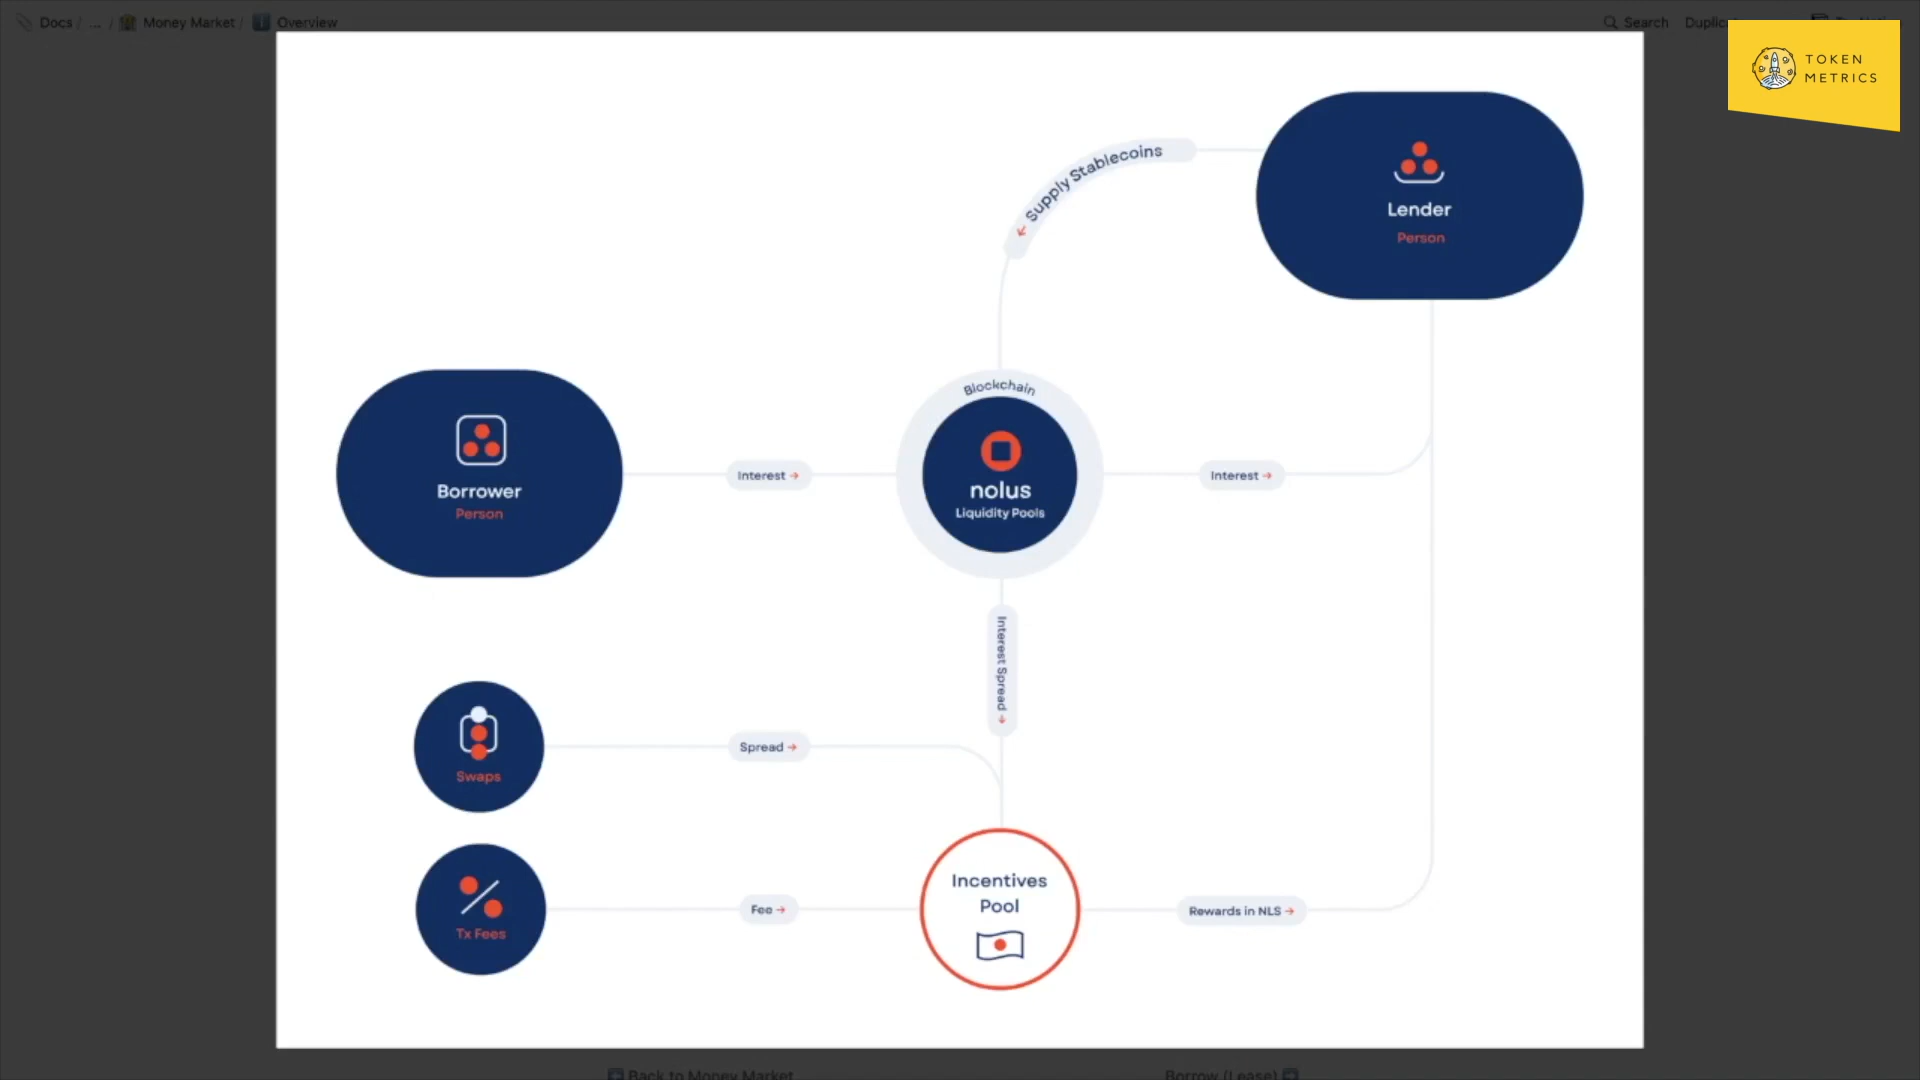 Docs / ... / Money Market / Overview
Search
TOKEN
METRICS
Supply Stablecoins
Lender
Person
Blockchain
Borrower
Person
Interest
nolus
Liquidity Pools
Interest
Interest Spread
Swaps
Spread
Tx Fees
Fee
Incentives
Pool
Rewards in NLS
Back to Money Market
Borrow (Lease)